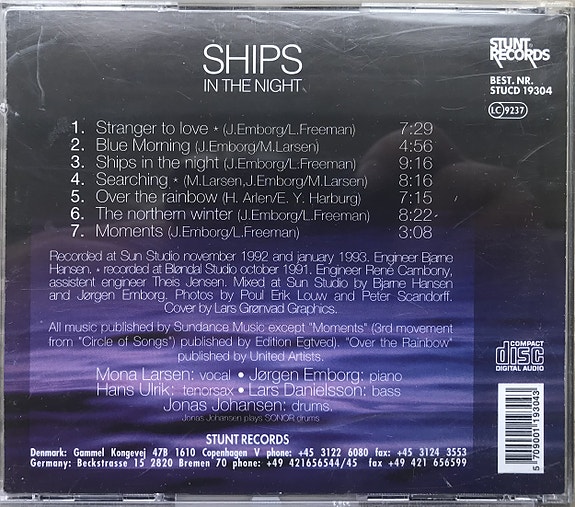 SHIPS
IN THE NIGHT
STUNT
RECORDS
BEST. NR.
STUCD 19304
LC 9237
1. Stranger to love * (J.Emborg/L.Freeman) 7:29
2. Blue Morning (J.Emborg/M.Larsen) 4:56
3. Ships in the night (J.Emborg/L.Freeman) 9:16
4. Searching * (M.Larsen,J.Emborg/M.Larsen) 8:16
5. Over the rainbow (H. Arlen/E. Y. Harburg) 7:15
6. The northern winter (J.Emborg/L.Freeman) 8:22
7. Moments (J.Emborg/L.Freeman) 3:08
Recorded at Sun Studio november 1992 and january 1993. Engineer Bjarne
Hansen. * recorded at Bløndal Studio october 1991. Engineer René Cambony,
assistent engineer Theis Jensen. Mixed at Sun Studio by Bjarne Hansen
and Jørgen Emborg. Photos by Poul Erik Louw and Peter Scandorff.
Cover by Lars Grønvad Graphics.
All music published by Sundance Music except "Moments" (3rd movement
from "Circle of Songs") published by Edition Egtved). "Over the Rainbow"
published by United Artists.
Mona Larsen: vocal • Jørgen Emborg: piano
Hans Ulrik: tenorsax • Lars Danielsson: bass
Jonas Johansen: drums.
Jonas Johansen plays SONOR drums
COMPACT
disc
DIGITAL AUDIO
STUNT RECORDS
Denmark: Gammel Kongevej 47B 1610 Copenhagen V phone: +45 3122 6080 fax: +45 3124 3553
Germany: Beckstrasse 15 2820 Bremen 70 phone: +49 421656544/45 fax +49 421 656599
5 709001 193043